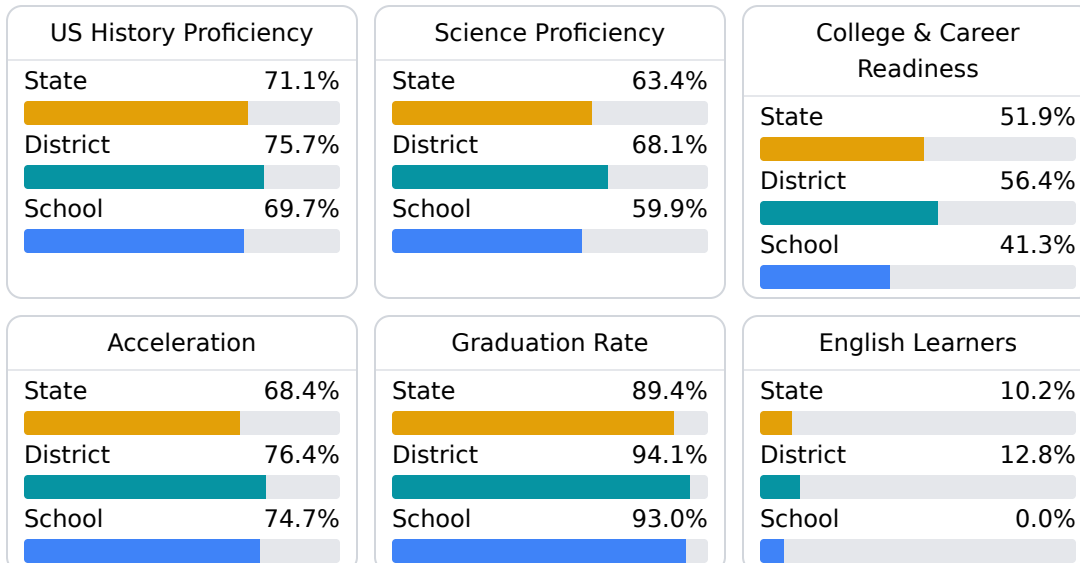 US History Proficiency
State 71.1%
District 75.7%
School 69.7%
Science Proficiency
State 63.4%
District 68.1%
School 59.9%
College & Career
Readiness
State 51.9%
District 56.4%
School 41.3%
Acceleration
State 68.4%
District 76.4%
School 74.7%
Graduation Rate
State 89.4%
District 94.1%
School 93.0%
English Learners
State 10.2%
District 12.8%
School 0.0%